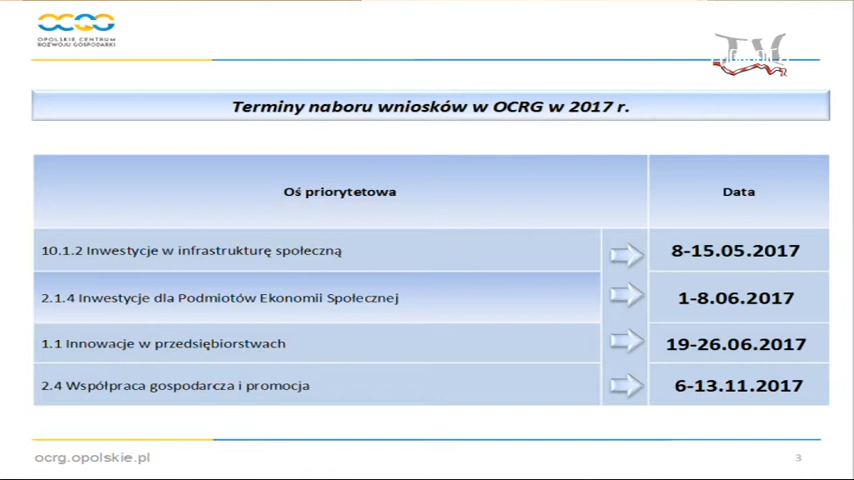 OCRG
OPOLSKIE CENTRUM
ROZWOJU GOSPODARKI
TV
Terminy naboru wniosków w OCRG w 2017 r.
Oś priorytetowa
Data
10.1.2 Inwestycje w infrastrukturę społeczną
8-15.05.2017
2.1.4 Inwestycje dla Podmiotów Ekonomii Społecznej
1-8.06.2017
1.1 Innowacje w przedsiębiorstwach
19-26.06.2017
2.4 Współpraca gospodarcza i promocja
6-13.11.2017
ocrg.opolskie.pl
3